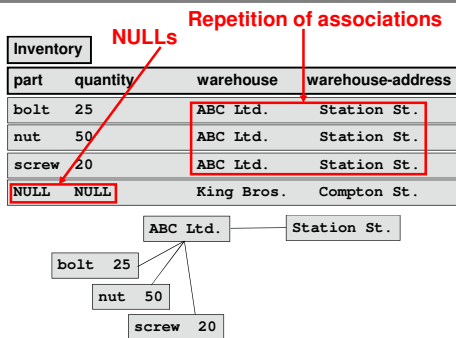 Repetition of associations
NULLs
Inventory
part quantity warehouse warehouse-address
bolt 25 ABC Ltd. Station St.
nut 50 ABC Ltd. Station St.
screw 20 ABC Ltd. Station St.
NULL NULL King Bros. Compton St.
ABC Ltd. Station St.
bolt 25
nut 50
screw 20